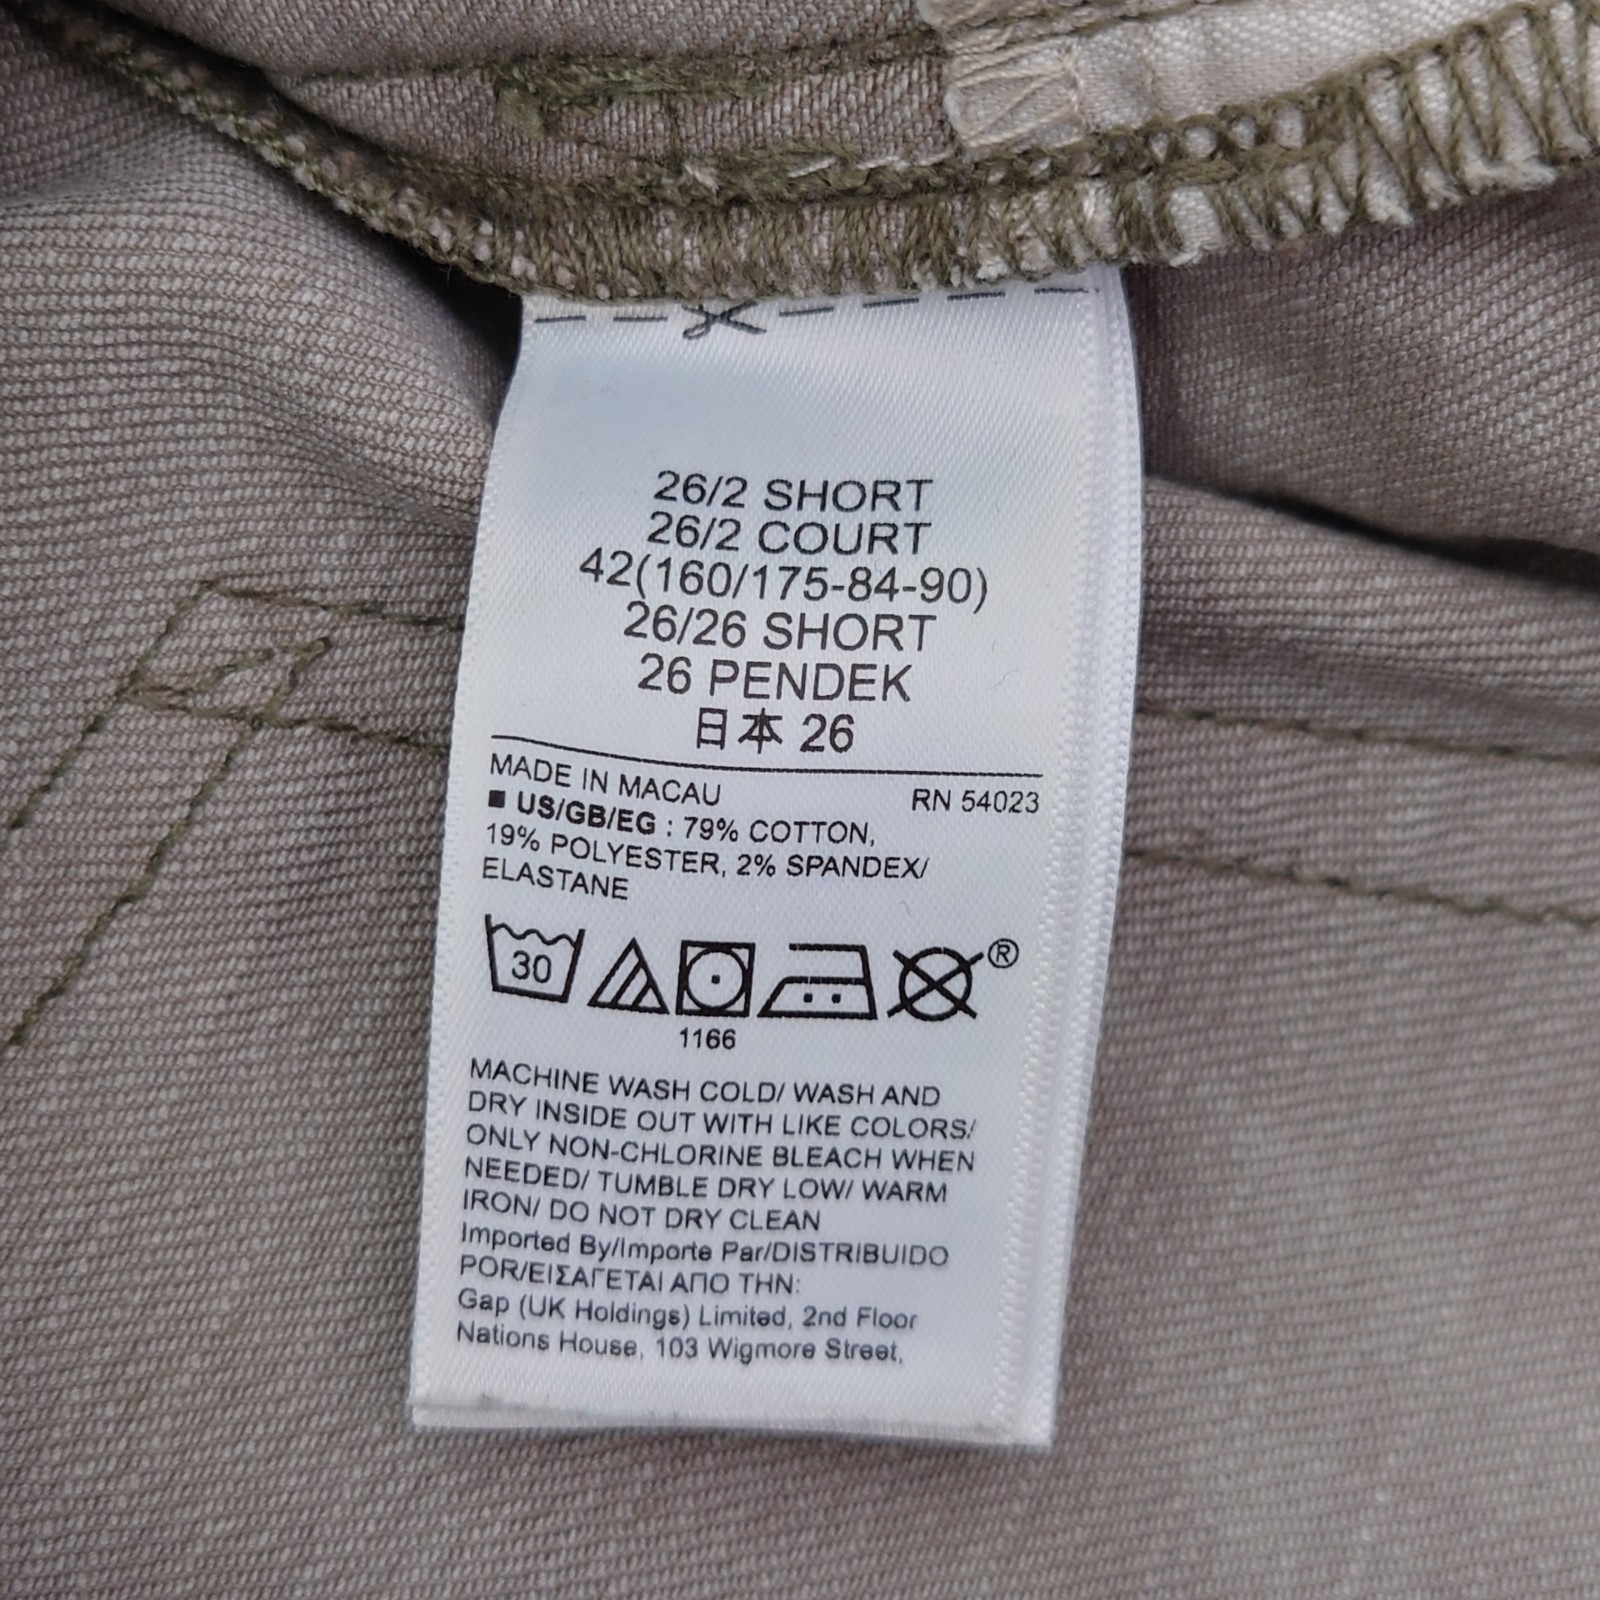 26/2 SHORT
26/2 COURT
42(160/175-84-90)
26/26 SHORT
26 PENDEK
日本 26
MADE IN MACAU RN 54023
■ US/GB/EG : 79% COTTON,
19% POLYESTER, 2% SPANDEX/
ELASTANE
30
®
1166
MACHINE WASH COLD/ WASH AND
DRY INSIDE OUT WITH LIKE COLORS/
ONLY NON-CHLORINE BLEACH WHEN
NEEDED/ TUMBLE DRY LOW/ WARM
IRON/ DO NOT DRY CLEAN
Imported By/Importe Par/DISTRIBUIDO
POR/ΕΙΣΑΓΕΤΑΙ ΑΠΟ ΤΗΝ:
Gap (UK Holdings) Limited, 2nd Floor
Nations House, 103 Wigmore Street,